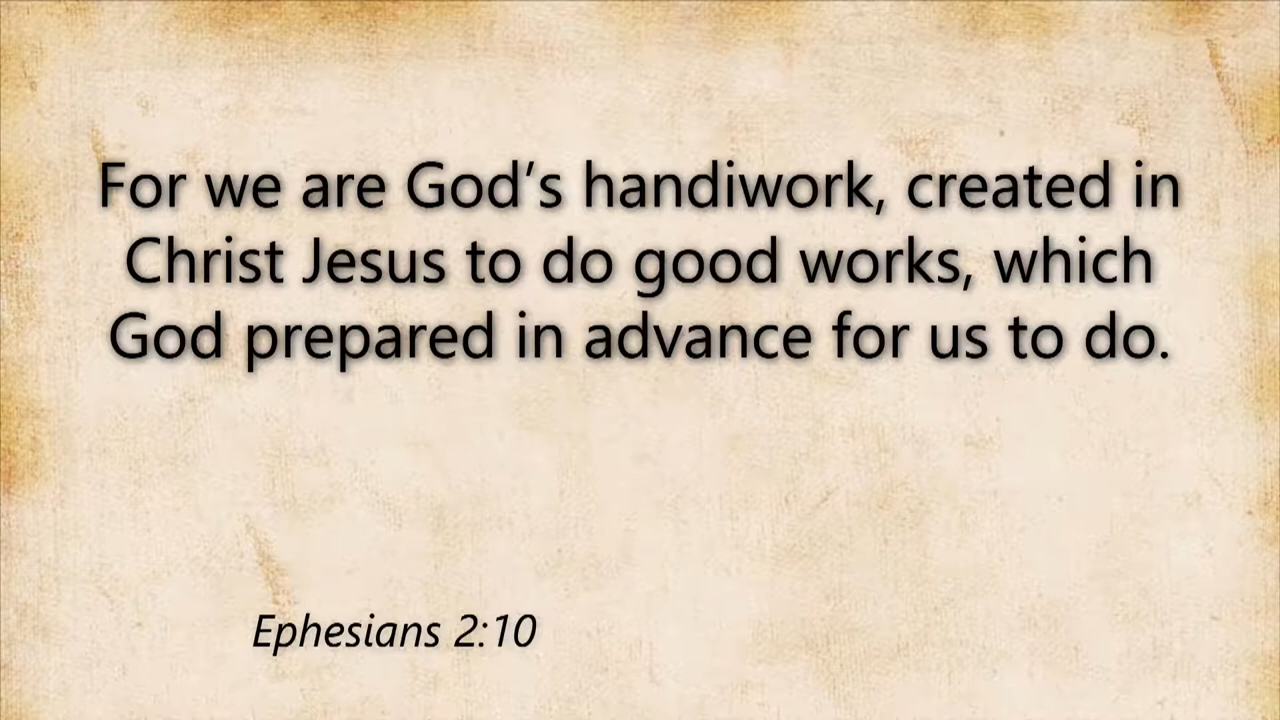 For we are God’s handiwork, created in
Christ Jesus to do good works, which
God prepared in advance for us to do.
Ephesians 2:10